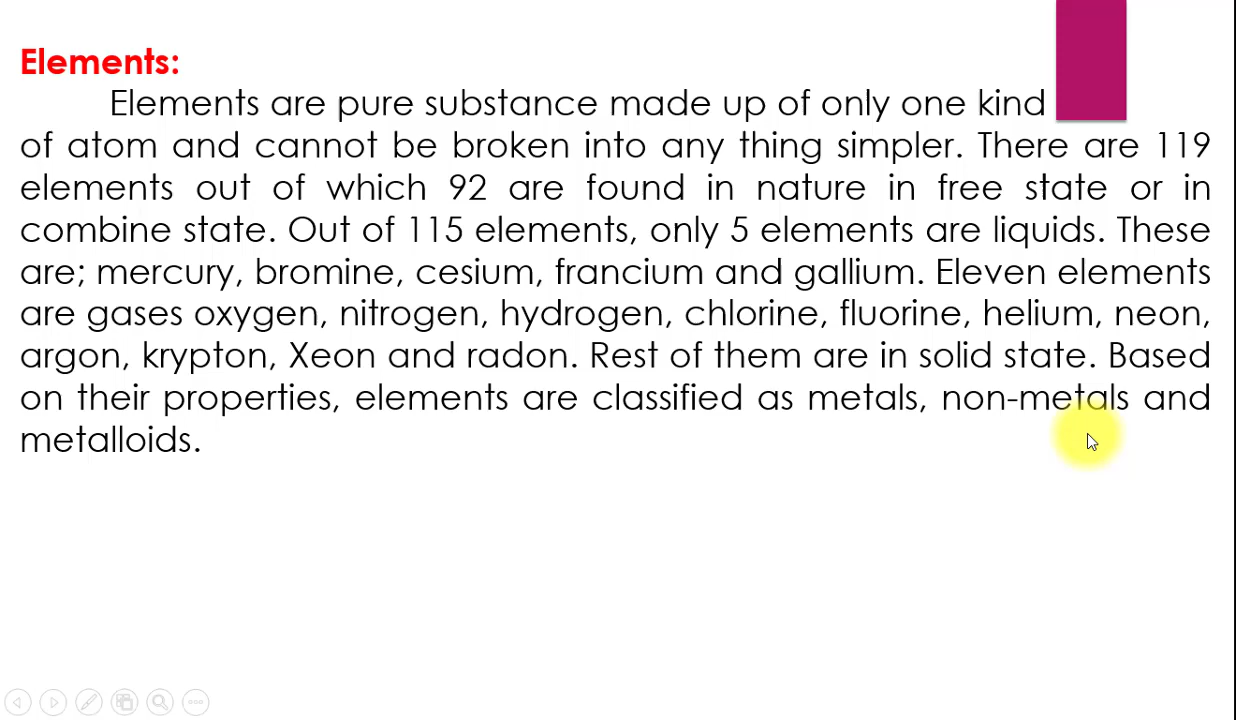 Elements:
Elements are pure substance made up of only one kind
of atom and cannot be broken into any thing simpler. There are 119
elements out of which 92 are found in nature in free state or in
combine state. Out of 115 elements, only 5 elements are liquids. These
are; mercury, bromine, cesium, francium and gallium. Eleven elements
are gases oxygen, nitrogen, hydrogen, chlorine, fluorine, helium, neon,
argon, krypton, Xeon and radon. Rest of them are in solid state. Based
on their properties, elements are classified as metals, non-metals and
metalloids.